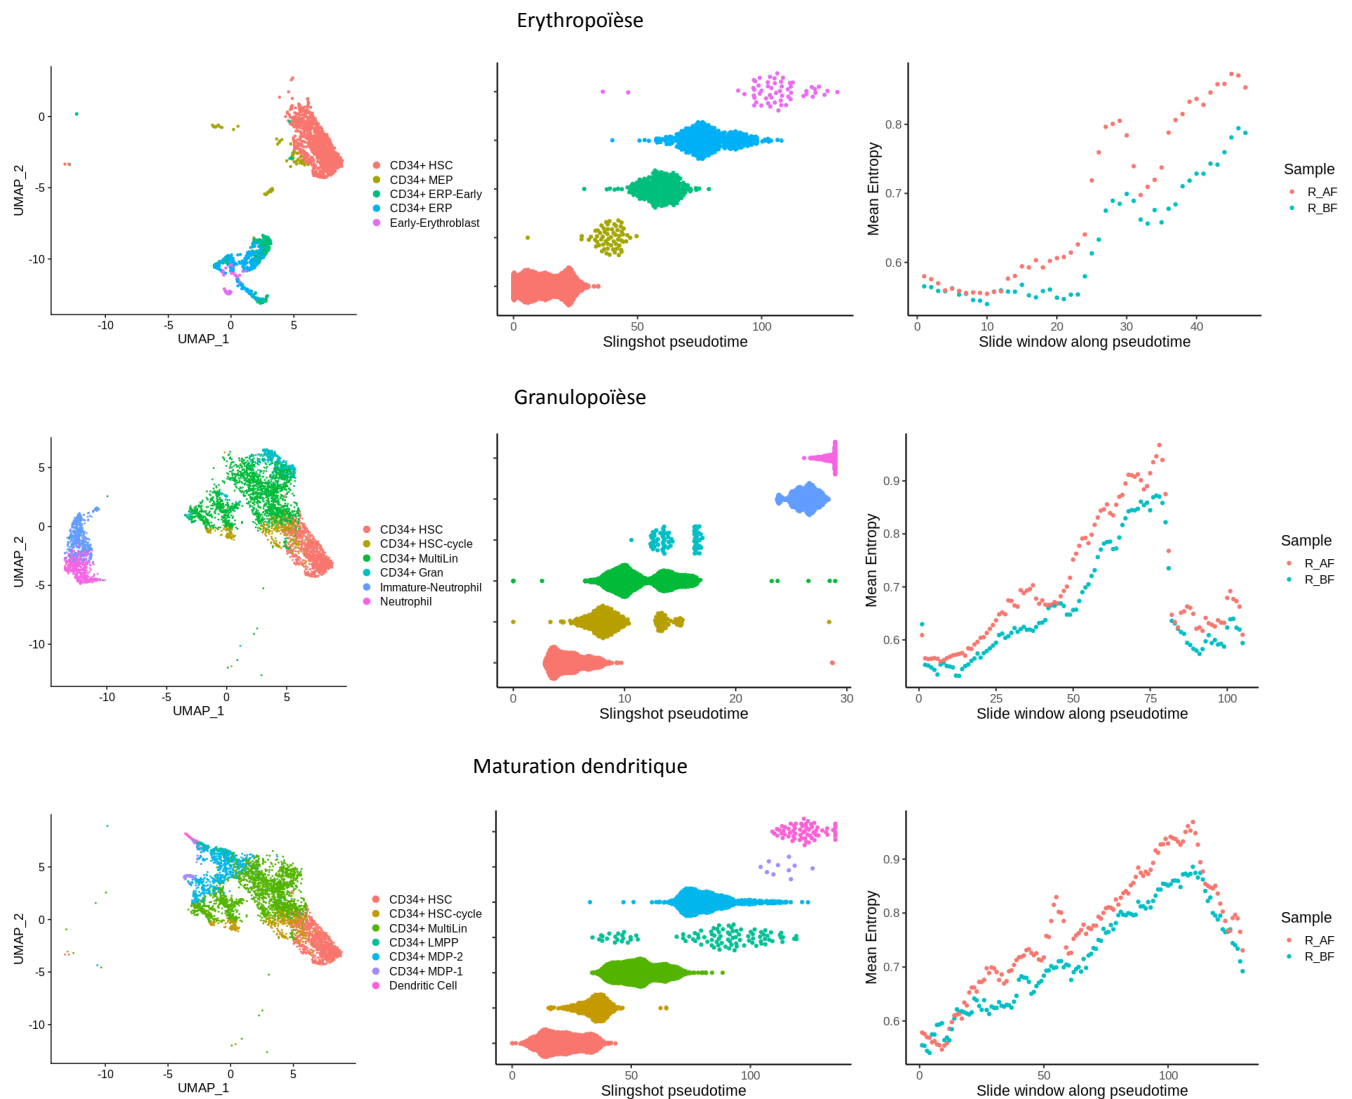 Erythropoïèse
UMAP_2
0
-5
-10
-10
-5
0
5
UMAP_1
CD34+ HSC
CD34+ MEP
CD34+ ERP-Early
CD34+ ERP
Early-Erythroblast
0
50
100
Slingshot pseudotime
Mean Entropy
0.8
0.7
0.6
0
10
20
30
40
Slide window along pseudotime
Sample
R_AF
R_BF
Granulopoïèse
UMAP_2
5
0
-5
-10
-10
-5
0
5
UMAP_1
CD34+ HSC
CD34+ HSC-cycle
CD34+ MultiLin
CD34+ Gran
Immature-Neutrophil
Neutrophil
0
10
20
30
Slingshot pseudotime
Mean Entropy
0.9
0.8
0.7
0.6
0
25
50
75
100
Slide window along pseudotime
Sample
R_AF
R_BF
Maturation dendritique
UMAP_2
5
0
-5
-10
-10
-5
0
5
UMAP_1
CD34+ HSC
CD34+ HSC-cycle
CD34+ MultiLin
CD34+ LMPP
CD34+ MDP-2
CD34+ MDP-1
Dendritic Cell
0
50
100
Slingshot pseudotime
Mean Entropy
0.9
0.8
0.7
0.6
0
50
100
Slide window along pseudotime
Sample
R_AF
R_BF